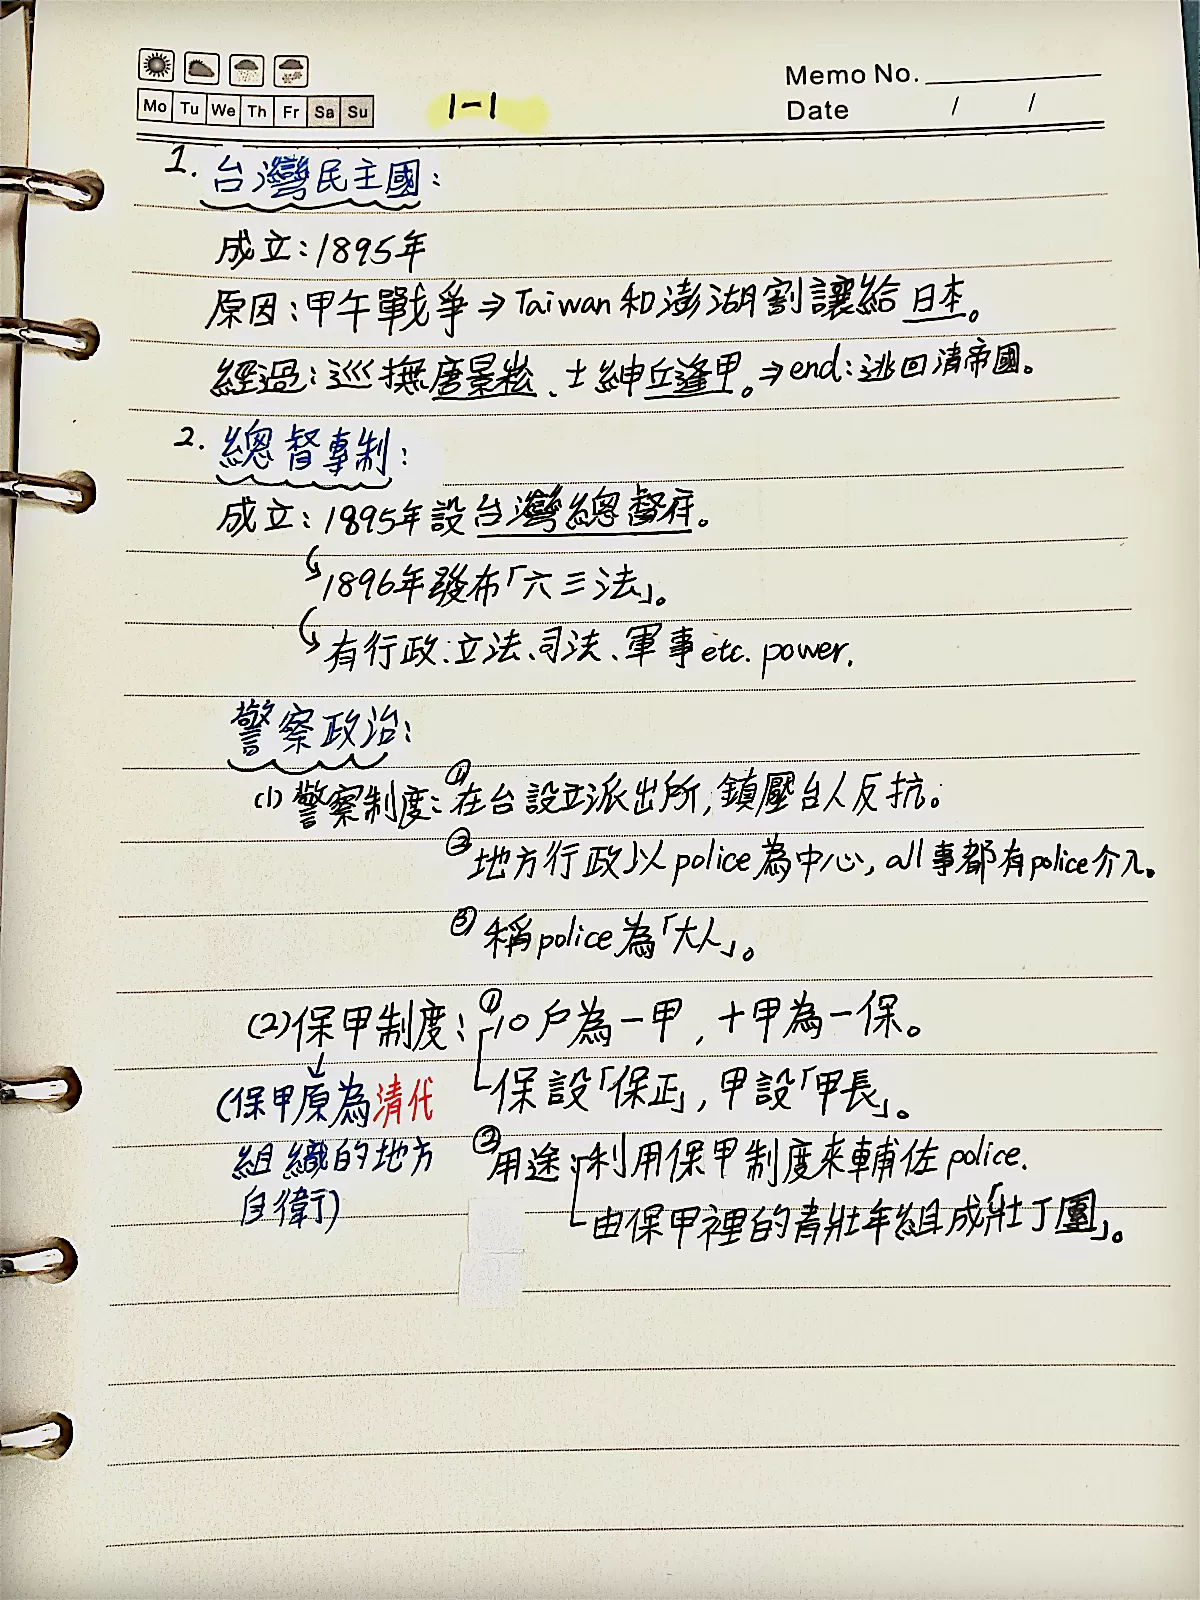 Memo No.
Mo Tu We Th Fr Sa Su
1-1
Date / /
1. 台灣民主國:
成立:1895年
原因:甲午戰爭⇒Taiwan和澎湖割讓給日本。
經過:巡撫唐景崧、士紳丘逢甲。⇒end:逃回清帝國。
2. 總督專制:
成立:1895年設台灣總督府。
↳1896年發布「六三法」。
↳有行政、立法、司法、軍事etc. power.
警察政治:
(1)警察制度:①在台設立派出所,鎮壓台人反抗。
②地方行政以police為中心,all事都有police介入。
③稱police為「大人」。
(2)保甲制度:①10戶為一甲,十甲為一保。
保設「保正」,甲設「甲長」。
(保甲原為清代
組織的地方
自衛)
②用途:利用保甲制度來輔佐police.
由保甲裡的青壯年組成「壯丁團」。